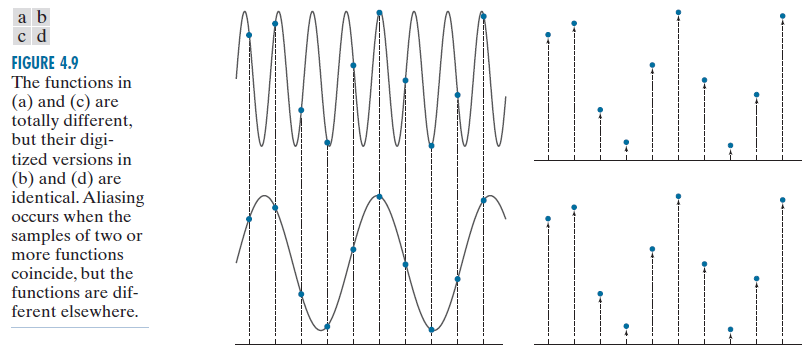 a b
c d
FIGURE 4.9
The functions in
(a) and (c) are
totally different,
but their digi-
tized versions in
(b) and (d) are
identical. Aliasing
occurs when the
samples of two or
more functions
coincide, but the
functions are dif-
ferent elsewhere.